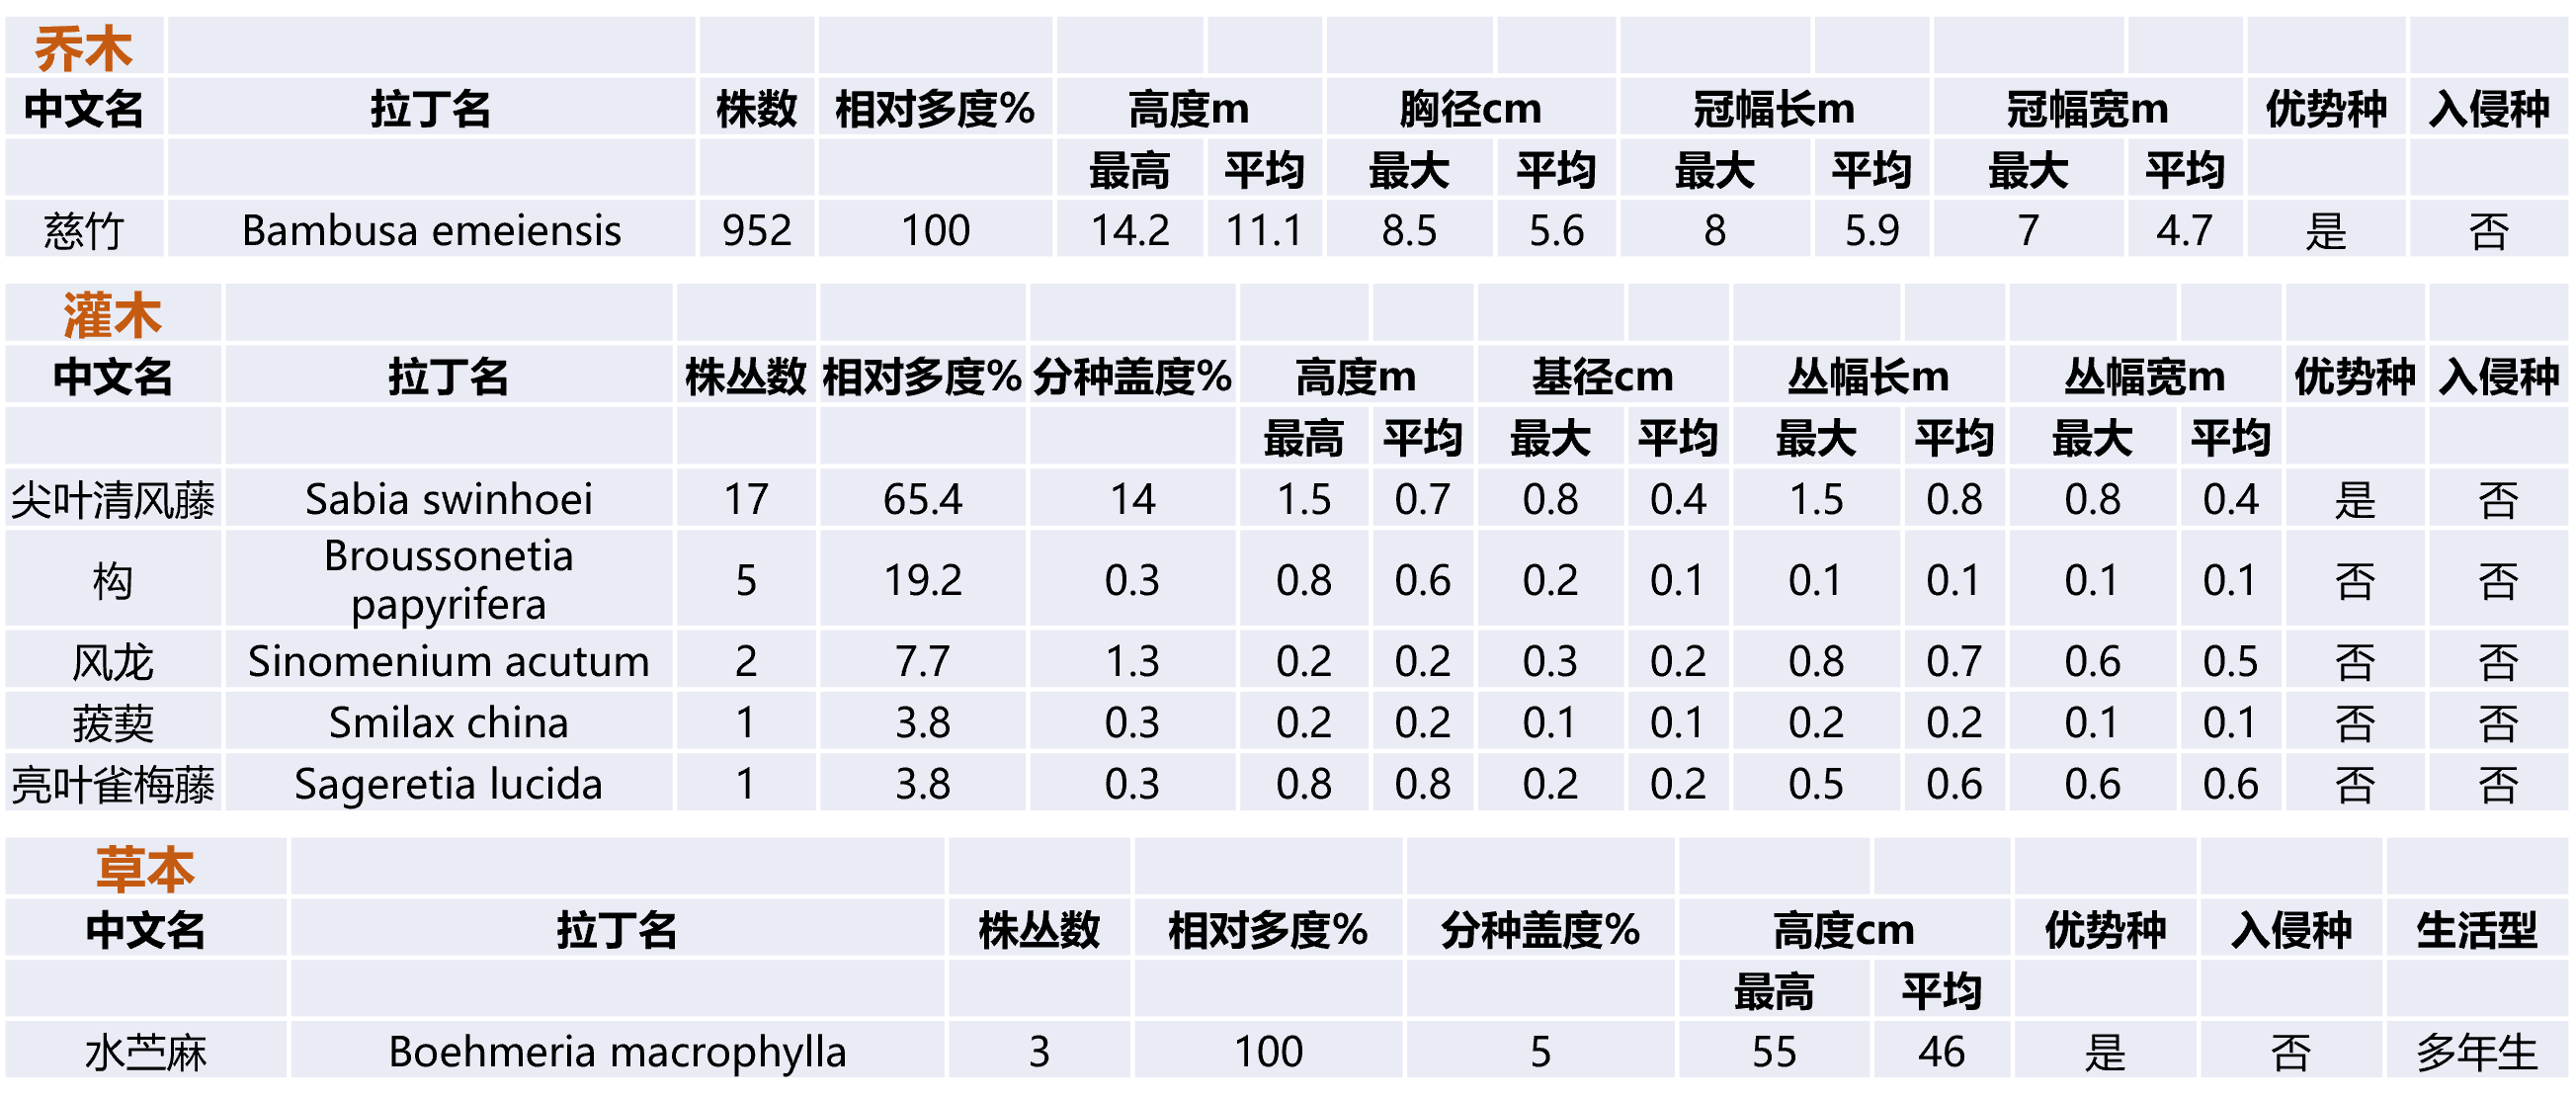 乔木
中文名 拉丁名 株数 相对多度% 高度m 胸径cm 冠幅长m 冠幅宽m 优势种 入侵种
最高 平均 最大 平均 最大 平均 最大 平均
慈竹 Bambusa emeiensis 952 100 14.2 11.1 8.5 5.6 8 5.9 7 4.7 是 否
灌木
中文名 拉丁名 株丛数 相对多度% 分种盖度% 高度m 基径cm 丛幅长m 丛幅宽m 优势种 入侵种
最高 平均 最大 平均 最大 平均 最大 平均
尖叶清风藤 Sabia swinhoei 17 65.4 14 1.5 0.7 0.8 0.4 1.5 0.8 0.8 0.4 是 否
构 Broussonetia papyrifera 5 19.2 0.3 0.8 0.6 0.2 0.1 0.1 0.1 0.1 0.1 否 否
风龙 Sinomenium acutum 2 7.7 1.3 0.2 0.2 0.3 0.2 0.8 0.7 0.6 0.5 否 否
菝葜 Smilax china 1 3.8 0.3 0.2 0.2 0.1 0.1 0.2 0.2 0.1 0.1 否 否
亮叶雀梅藤 Sageretia lucida 1 3.8 0.3 0.8 0.8 0.2 0.2 0.5 0.6 0.6 0.6 否 否
草本
中文名 拉丁名 株丛数 相对多度% 分种盖度% 高度cm 优势种 入侵种 生活型
最高 平均
水苎麻 Boehmeria macrophylla 3 100 5 55 46 是 否 多年生